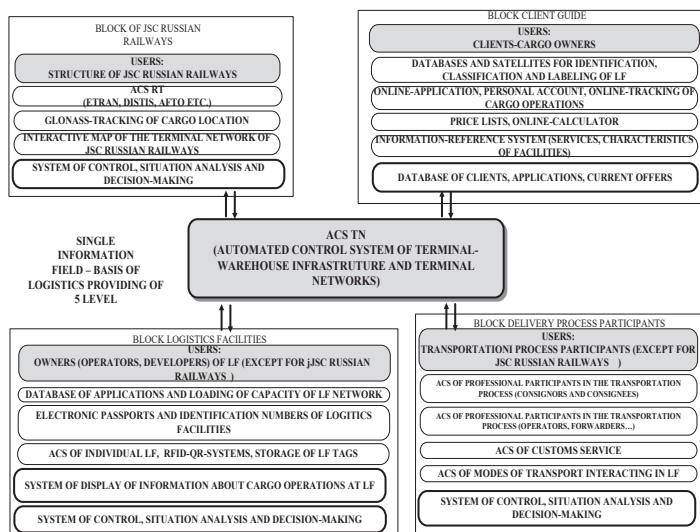 BLOCK OF JSC RUSSIAN
RAILWAYS
USERS:
STRUCTURE OF JSC RUSSIAN RAILWAYS
ACS RT
(ETRAN, DISTIS, AFTO ETC.)
GLONASS-TRACKING OF CARGO LOCATION
INTERACTIVE MAP OF THE TERMINAL NETWORK OF
JSC RUSSIAN RAILWAYS
SYSTEM OF CONTROL, SITUATION ANALYSIS AND
DECISION-MAKING
BLOCK CLIENT GUIDE
USERS:
CLIENTS-CARGO OWNERS
DATABASES AND SATELLITES FOR IDENTIFICATION,
CLASSIFICATION AND LABELING OF LF
ONLINE-APPLICATION, PERSONAL ACCOUNT, ONLINE-TRACKING OF
CARGO OPERATIONS
PRICE LISTS, ONLINE-CALCULATOR
INFORMATION-REFERENCE SYSTEM (SERVICES, CHARACTERISTICS
OF FACILITIES)
DATABASE OF CLIENTS, APPLICATIONS, CURRENT OFFERS
SINGLE
INFORMATION
FIELD – BASIS OF
LOGISTICS PROVIDING OF
5 LEVEL
ACS TN
(AUTOMATED CONTROL SYSTEM OF TERMINAL-
WAREHOUSE INFRASTRUTURE AND TERMINAL
NETWORKS)
BLOCK LOGISTICS FACILITIES
USERS:
OWNERS (OPERATORS, DEVELOPERS) OF LF (EXCEPT FOR jJSC RUSSIAN
RAILWAYS )
DATABASE OF APPLICATIONS AND LOADING OF CAPACITY OF LF NETWORK
ELECTRONIC PASSPORTS AND IDENTIFICATION NUMBERS OF LOGITICS
FACILITIES
ACS OF INDIVIDUAL LF, RFID-QR-SYSTEMS, STORAGE OF LF TAGS
SYSTEM OF DISPLAY OF INFORMATION ABOUT CARGO OPERATIONS AT LF
SYSTEM OF CONTROL, SITUATION ANALYSIS AND DECISION-MAKING
BLOCK DELIVERY PROCESS PARTICIPANTS
USERS:
TRANSPORTATIONI PROCESS PARTICIPANTS (EXCEPT FOR
JSC RUSSIAN RAILWAYS )
ACS OF PROFESSIONAL PARTICIPANTS IN THE TRANSPORTATION
PROCESS (CONSIGNORS AND CONSIGNEES)
ACS OF PROFESSIONAL PARTICIPANTS IN THE TRANSPORTATION
PROCESS (OPERATORS, FORWARDERS…)
ACS OF CUSTOMS SERVICE
ACS OF MODES OF TRANSPORT INTERACTING IN LF
SYSTEM OF CONTROL, SITUATION ANALYSIS AND
DECISION-MAKING